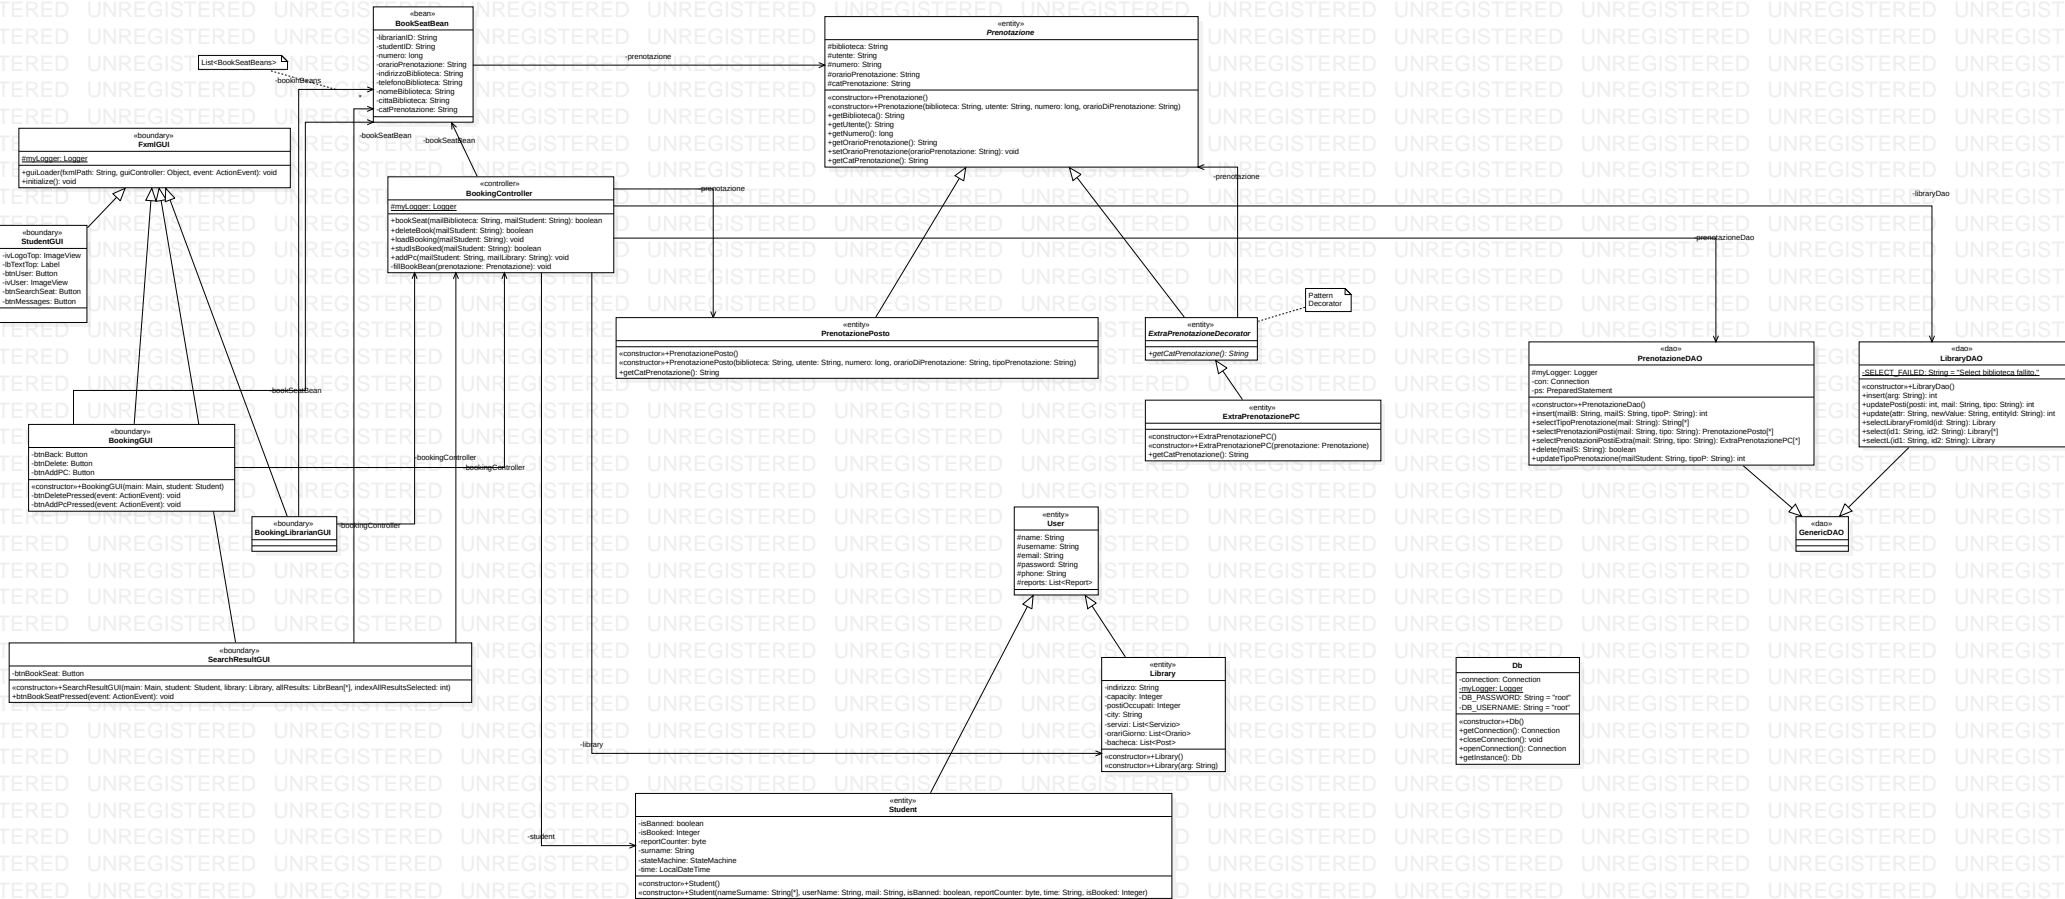 «bean»
BookSeatBean
-librarianID: String
-studentID: String
-numero: long
-orarioPrenotazione: String
-indirizzoBiblioteca: String
-telefonoBiblioteca: String
-nomeBiblioteca: String
-cittaBiblioteca: String
-catPrenotazione: String
List<BookSeatBeans>
*
-bookSeatBean
-bookSeatBean
-prenotazione
«entity»
Prenotazione
#biblioteca: String
#utente: String
#numero: String
#orarioPrenotazione: String
#catPrenotazione: String
«constructor»+Prenotazione()
«constructor»+Prenotazione(biblioteca: String, utente: String, numero: long, orarioDiPrenotazione: String)
+getBiblioteca(): String
+getUtente(): String
+getNumero(): long
+getOrarioPrenotazione(): String
+setOrarioPrenotazione(orarioPrenotazione: String): void
+getCatPrenotazione(): String
«boundary»
FxmlGUI
#myLogger: Logger
+guiLoader(fxmlPath: String, guiController: Object, event: ActionEvent): void
+initialize(): void
«boundary»
StudentGUI
-ivLogoTop: ImageView
-lbTextTop: Label
-btnUser: Button
-ivUser: ImageView
-btnSearchSeat: Button
-btnMessages: Button
«controller»
BookingController
#myLogger: Logger
+bookSeat(mailBiblioteca: String, mailStudent: String): boolean
+deleteBook(mailStudent: String): boolean
+loadBooking(mailStudent: String): void
+studIsBooked(mailStudent: String): boolean
+addPc(mailStudent: String, mailLibrary: String): void
-fillBookBean(prenotazione: Prenotazione): void
-prenotazione
-prenotazione
-libraryDao
-prenotazioneDao
«entity»
PrenotazionePosto
«constructor»+PrenotazionePosto()
«constructor»+PrenotazionePosto(biblioteca: String, utente: String, numero: long, orarioDiPrenotazione: String, tipoPrenotazione: String)
+getCatPrenotazione(): String
Pattern
Decorator
«entity»
ExtraPrenotazioneDecorator
+getCatPrenotazione(): String
«entity»
ExtraPrenotazionePC
«constructor»+ExtraPrenotazionePC()
«constructor»+ExtraPrenotazionePC(prenotazione: Prenotazione)
+getCatPrenotazione(): String
«dao»
PrenotazioneDAO
#myLogger: Logger
-con: Connection
-ps: PreparedStatement
«constructor»+PrenotazioneDao()
+insert(mailB: String, mailS: String, tipoP: String): int
+selectTipoPrenotazione(mail: String): String[*]
+selectPrenotazioniPosti(mail: String, tipo: String): PrenotazionePosto[*]
+selectPrenotazioniPostiExtra(mail: String, tipo: String): ExtraPrenotazionePC[*]
+delete(mailS: String): boolean
+updateTipoPrenotazione(mailStudent: String, tipoP: String): int
«dao»
LibraryDAO
-SELECT_FAILED: String = "Select biblioteca fallito."
«constructor»+LibraryDao()
+insert(arg: String): int
+updatePosti(posti: int, mail: String, tipo: String): int
+update(attr: String, newValue: String, entityId: String): int
+selectLibraryFromId(id: String): Library
+select(id1: String, id2: String): Library[*]
+selectL(id1: String, id2: String): Library
«dao»
GenericDAO
-bookSeatBean
«boundary»
BookingGUI
-btnBack: Button
-btnDelete: Button
-btnAddPC: Button
«constructor»+BookingGUI(main: Main, student: Student)
-btnDeletePressed(event: ActionEvent): void
-btnAddPcPressed(event: ActionEvent): void
-bookingController
-bookingController
-bookingController
«boundary»
BookingLibrarianGUI
«boundary»
SearchResultGUI
-btnBookSeat: Button
«constructor»+SearchResultGUI(main: Main, student: Student, library: Library, allResults: LibrBean[*], indexAllResultsSelected: int)
+btnBookSeatPressed(event: ActionEvent): void
«entity»
User
#name: String
#username: String
#email: String
#password: String
#phone: String
#reports: List<Report>
«entity»
Library
-indirizzo: String
-capacity: Integer
-postiOccupati: Integer
-city: String
-servizi: List<Servizio>
-orariGiorno: List<Orario>
-bacheca: List<Post>
«constructor»+Library()
«constructor»+Library(arg: String)
-library
-student
«entity»
Student
-isBanned: boolean
-isBooked: Integer
-reportCounter: byte
-surname: String
-stateMachine: StateMachine
-time: LocalDateTime
«constructor»+Student()
«constructor»+Student(nameSurname: String[*], userName: String, mail: String, isBanned: boolean, reportCounter: byte, time: String, isBooked: Integer)
Db
-connection: Connection
-myLogger: Logger
-DB_PASSWORD: String = "root"
-DB_USERNAME: String = "root"
«constructor»+Db()
+getConnection(): Connection
+closeConnection(): void
+openConnection(): Connection
+getInstance(): Db
UNREGISTERED